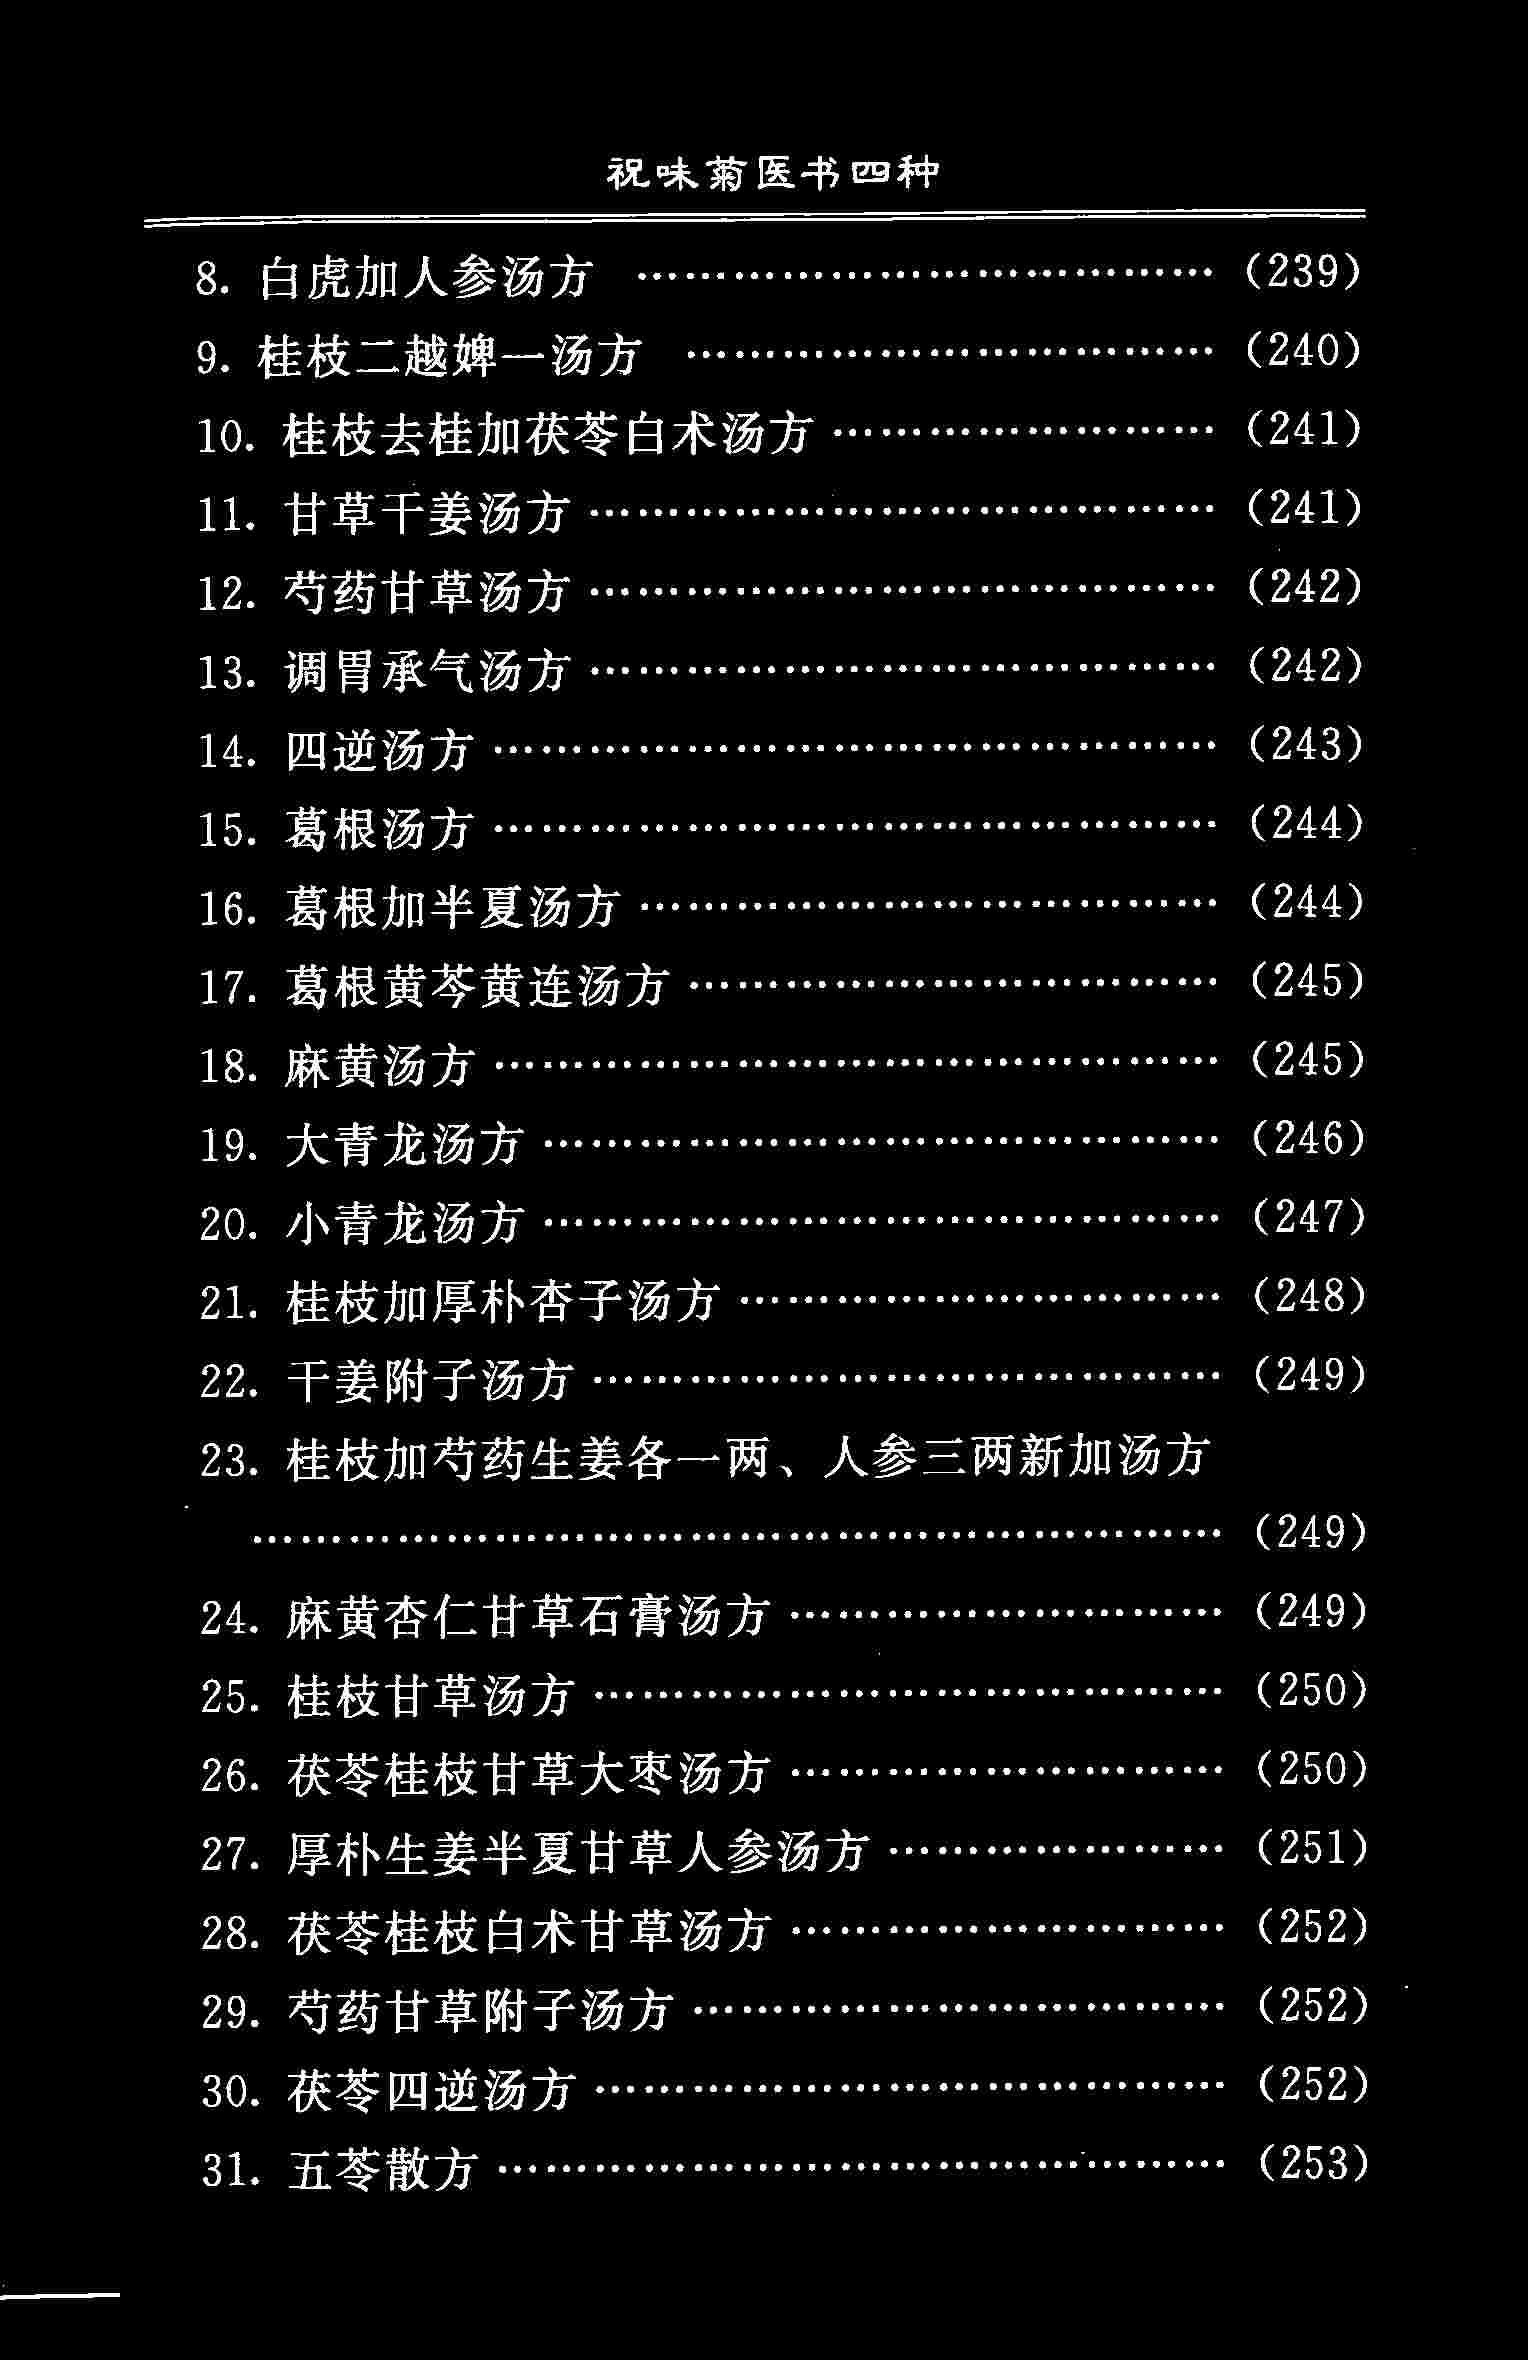 祝味菊医书四种
8. 白虎加人参汤方 ……………………………… (239)
9. 桂枝二越婢一汤方 …………………………… (240)
10. 桂枝去桂加茯苓白术汤方 …………………… (241)
11. 甘草干姜汤方 ………………………………… (241)
12. 芍药甘草汤方 ………………………………… (242)
13. 调胃承气汤方 ………………………………… (242)
14. 四逆汤方 ……………………………………… (243)
15. 葛根汤方 ……………………………………… (244)
16. 葛根加半夏汤方 ……………………………… (244)
17. 葛根黄芩黄连汤方 …………………………… (245)
18. 麻黄汤方 ……………………………………… (245)
19. 大青龙汤方 …………………………………… (246)
20. 小青龙汤方 …………………………………… (247)
21. 桂枝加厚朴杏子汤方 ………………………… (248)
22. 干姜附子汤方 ………………………………… (249)
23. 桂枝加芍药生姜各一两、人参三两新加汤方
…………………………………………………… (249)
24. 麻黄杏仁甘草石膏汤方 ……………………… (249)
25. 桂枝甘草汤方 ………………………………… (250)
26. 茯苓桂枝甘草大枣汤方 ……………………… (250)
27. 厚朴生姜半夏甘草人参汤方 ………………… (251)
28. 茯苓桂枝白术甘草汤方 ……………………… (252)
29. 芍药甘草附子汤方 …………………………… (252)
30. 茯苓四逆汤方 ………………………………… (252)
31. 五苓散方 ……………………………………… (253)